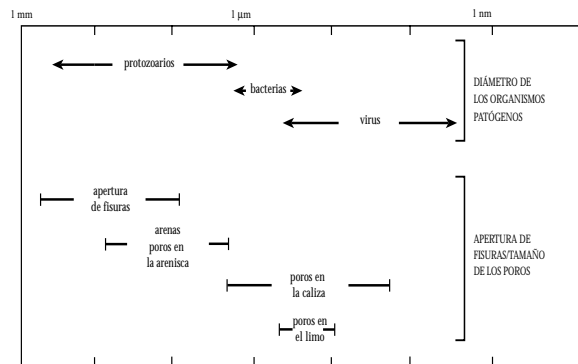 1 mm
1 μm
1 nm
protozoarios
bacterias
virus
DIÁMETRO DE
LOS ORGANISMOS
PATÓGENOS
apertura
de fisuras
arenas
poros en
la arenisca
poros en
la caliza
poros en
el limo
APERTURA DE
FISURAS/TAMAÑO
DE LOS POROS